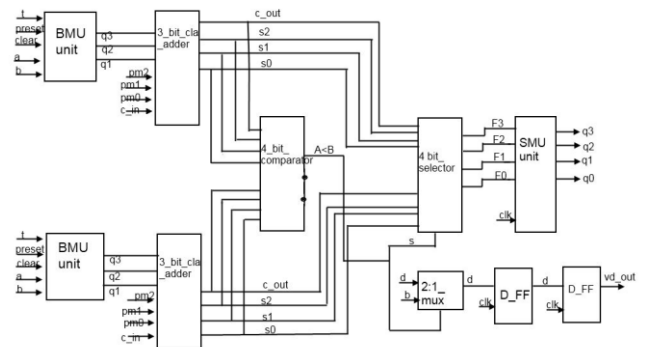 t
preset
clear
a
b
BMU
unit
q3
q2
q1
pm2
pm1
pm0
c_in
3_bit_cla
_adder
c_out
s2
s1
s0
4_bit_
comparator
A<B
4 bit_
selector
F3
F2
F1
F0
SMU
unit
clk
q3
q2
q1
q0
t
preset
clear
a
b
BMU
unit
q3
q2
q1
pm2
pm1
pm0
c_in
3_bit_cla
_adder
c_out
s2
s1
s0
s
d
b
2:1_
mux
d
clk
D_FF
d
clk
D_FF
vd_out